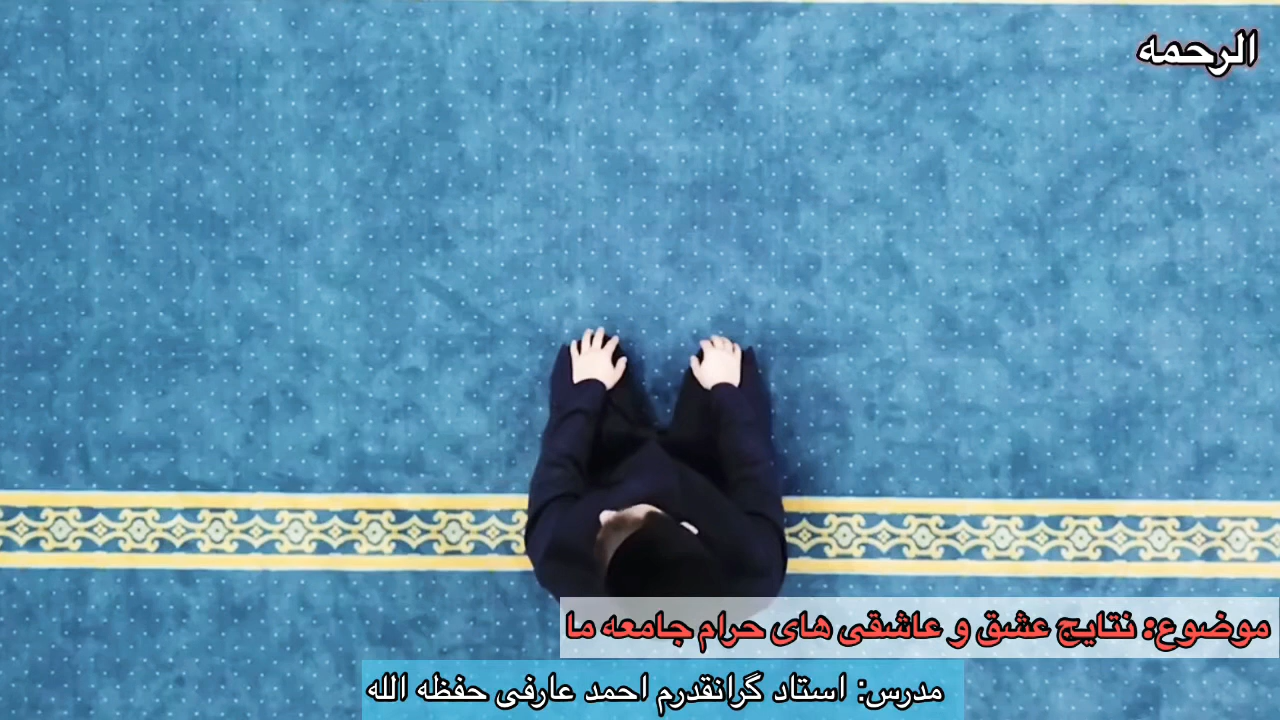 الرحمه
موضوع: نتایج عشق و عاشقی های حرام جامعه ما
مدرس: استاد گرانقدرم احمد عارفی حفظه الله